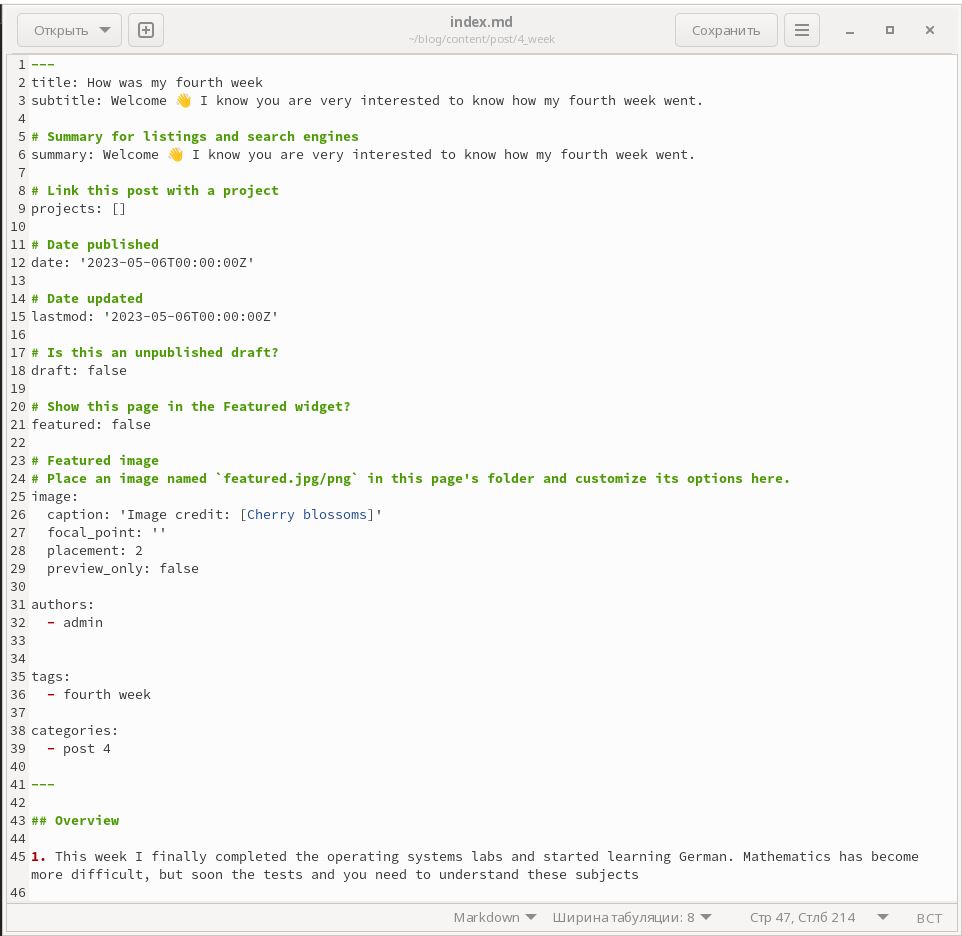 Открыть
index.md
~/blog/content/post/4_week
Сохранить
1 ---
2 title: How was my fourth week
3 subtitle: Welcome 👋 I know you are very interested to know how my fourth week went.
4
5 # Summary for listings and search engines
6 summary: Welcome 👋 I know you are very interested to know how my fourth week went.
7
8 # Link this post with a project
9 projects: []
10
11 # Date published
12 date: '2023-05-06T00:00:00Z'
13
14 # Date updated
15 lastmod: '2023-05-06T00:00:00Z'
16
17 # Is this an unpublished draft?
18 draft: false
19
20 # Show this page in the Featured widget?
21 featured: false
22
23 # Featured image
24 # Place an image named `featured.jpg/png` in this page's folder and customize its options here.
25 image:
26   caption: 'Image credit: [Cherry blossoms]'
27   focal_point: ''
28   placement: 2
29   preview_only: false
30
31 authors:
32   - admin
33
34
35 tags:
36   - fourth week
37
38 categories:
39   - post 4
40
41 ---
42
43 ## Overview
44
45 1. This week I finally completed the operating systems labs and started learning German. Mathematics has become
more difficult, but soon the tests and you need to understand these subjects
46
Markdown Ширина табуляции: 8 Стр 47, Стлб 214 ВСТ